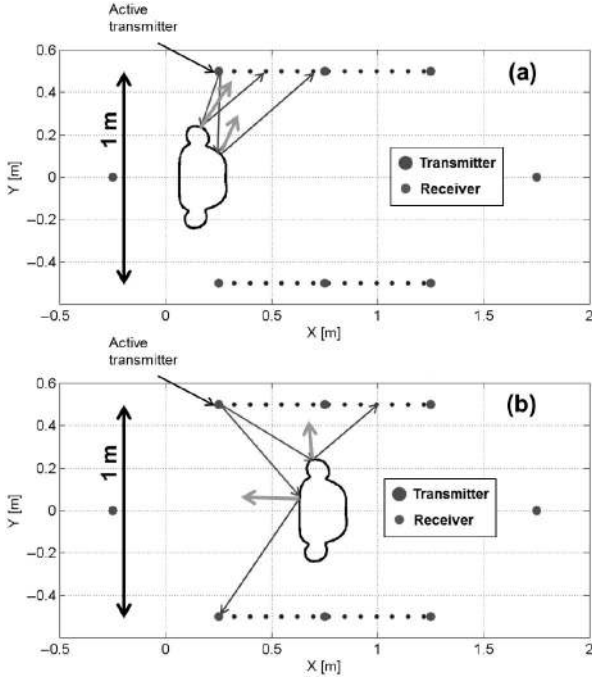 Active
transmitter
0.6
(a)
0.4
0.2
1 m
Transmitter
Y [m]
0
Receiver
−0.2
−0.4
−0.5 0 0.5 1 1.5 2
X [m]
Active
transmitter
0.6
(b)
0.4
0.2
1 m
Transmitter
Y [m]
0
Receiver
−0.2
−0.4
−0.5 0 0.5 1 1.5 2
X [m]